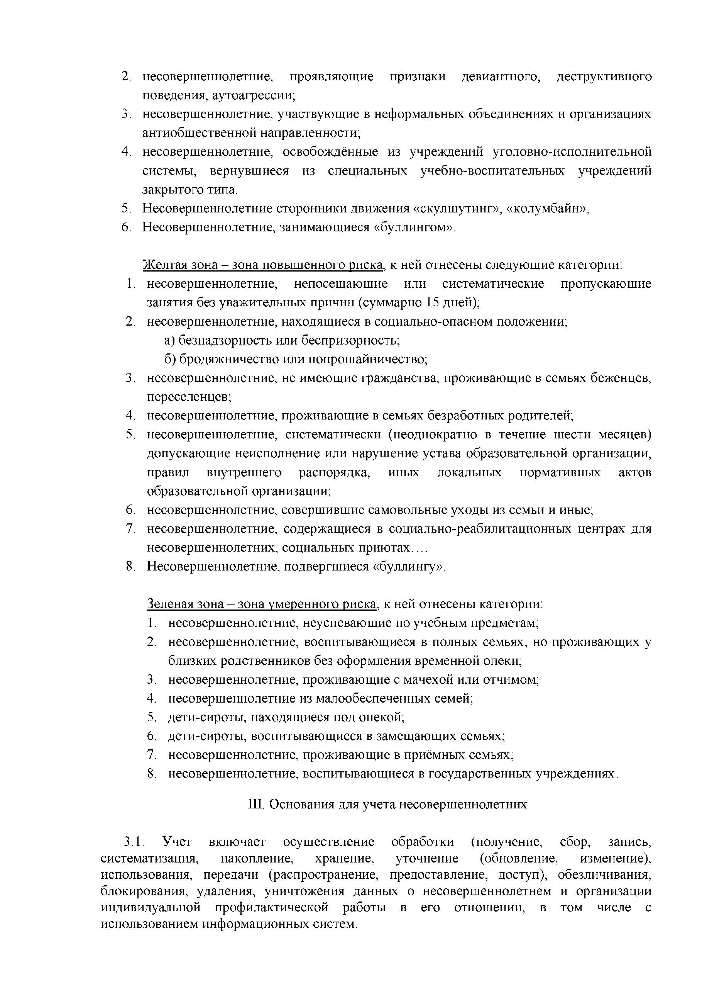 2. несовершеннолетние, проявляющие признаки девиантного, деструктивного
поведения, аутоагрессии;
3. несовершеннолетние, участвующие в неформальных объединениях и организациях
антиобщественной направленности;
4. несовершеннолетние, освобождённые из учреждений уголовно-исполнительной
системы, вернувшиеся из специальных учебно-воспитательных учреждений
закрытого типа.
5. Несовершеннолетние сторонники движения «скулшутинг», «колумбайн»,
6. Несовершеннолетние, занимающиеся «буллингом».
Желтая зона – зона повышенного риска, к ней отнесены следующие категории:
1. несовершеннолетние, непосещающие или систематические пропускающие
занятия без уважительных причин (суммарно 15 дней);
2. несовершеннолетние, находящиеся в социально-опасном положении;
а) безнадзорность или беспризорность;
б) бродяжничество или попрошайничество;
3. несовершеннолетние, не имеющие гражданства, проживающие в семьях беженцев,
переселенцев;
4. несовершеннолетние, проживающие в семьях безработных родителей;
5. несовершеннолетние, систематически (неоднократно в течение шести месяцев)
допускающие неисполнение или нарушение устава образовательной организации,
правил внутреннего распорядка, иных локальных нормативных актов
образовательной организации;
6. несовершеннолетние, совершившие самовольные уходы из семьи и иные;
7. несовершеннолетние, содержащиеся в социально-реабилитационных центрах для
несовершеннолетних, социальных приютах….
8. Несовершеннолетние, подвергшиеся «буллингу».
Зеленая зона – зона умеренного риска, к ней отнесены категории:
1. несовершеннолетние, неуспевающие по учебным предметам;
2. несовершеннолетние, воспитывающиеся в полных семьях, но проживающих у
близких родственников без оформления временной опеки;
3. несовершеннолетние, проживающие с мачехой или отчимом;
4. несовершеннолетние из малообеспеченных семей;
5. дети-сироты, находящиеся под опекой;
6. дети-сироты, воспитывающиеся в замещающих семьях;
7. несовершеннолетние, проживающие в приёмных семьях;
8. несовершеннолетние, воспитывающиеся в государственных учреждениях.
III. Основания для учета несовершеннолетних
3.1. Учет включает осуществление обработки (получение, сбор, запись,
систематизация, накопление, хранение, уточнение (обновление, изменение),
использования, передачи (распространение, предоставление, доступ), обезличивания,
блокирования, удаления, уничтожения данных о несовершеннолетнем и организации
индивидуальной профилактической работы в его отношении, в том числе с
использованием информационных систем.